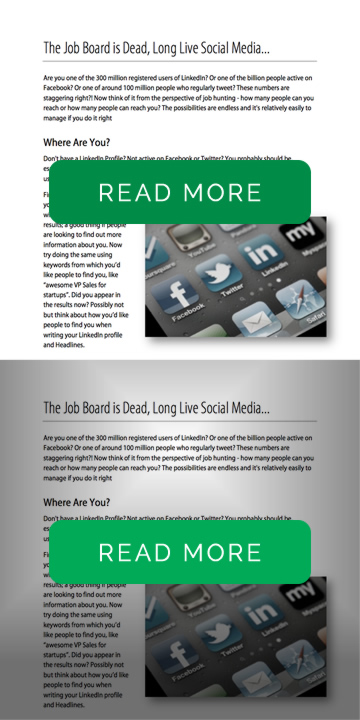 The Job Board is Dead, Long Live Social Media...
Are you one of the 300 million registered users of LinkedIn? Or one of the billion people active on
Facebook? Or one of around 100 million people who regularly tweet? These numbers are
staggering right?! Now think of it from the perspective of job hunting - how many people can you
reach or how many people can reach you? The possibilities are endless and it's relatively easy to
manage if you do it right
Where Are You?
Don't have a LinkedIn Profile? Not active on Facebook or Twitter? You probably should be.
READ MORE
results, a good thing if people
are looking to find out more
information about you. Now
try doing the same using
keywords from which you'd
like people to find you, like
"awesome VP Sales for
startups". Did you appear in
the results now? Possibly not
but think about how you'd like
people to find you when
writing your LinkedIn profile
and Headlines.
YouTube
my
Facebook
Twitter
LinkedIn
Safari
The Job Board is Dead, Long Live Social Media...
Are you one of the 300 million registered users of LinkedIn? Or one of the billion people active on
Facebook? Or one of around 100 million people who regularly tweet? These numbers are
staggering right?! Now think of it from the perspective of job hunting - how many people can you
reach or how many people can reach you? The possibilities are endless and it's relatively easy to
manage if you do it right
Where Are You?
Don't have a LinkedIn Profile? Not active on Facebook or Twitter? You probably should be.
READ MORE
results, a good thing if people
are looking to find out more
information about you. Now
try doing the same using
keywords from which you'd
like people to find you, like
"awesome VP Sales for
startups". Did you appear in
the results now? Possibly not
but think about how you'd like
people to find you when
writing your LinkedIn profile
and Headlines.
YouTube
my
Facebook
Twitter
LinkedIn
Safari